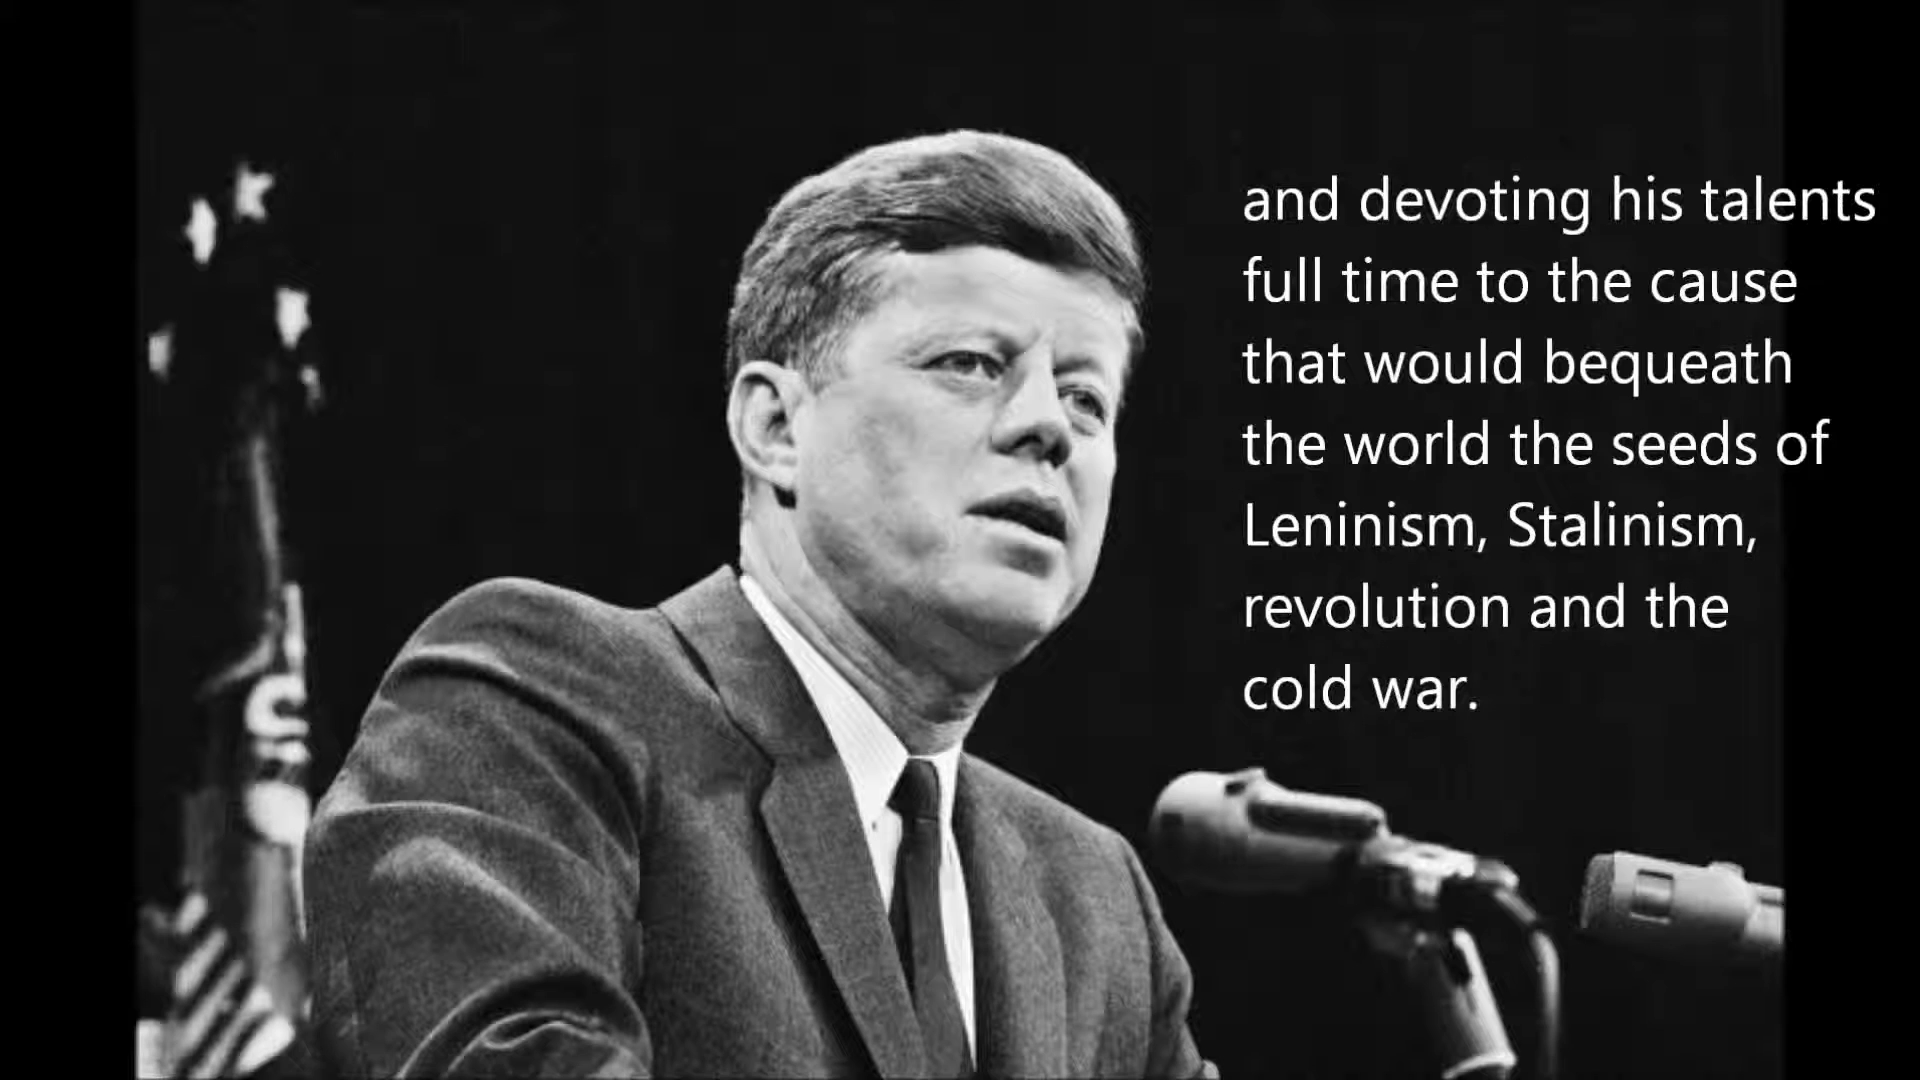 and devoting his talents
full time to the cause
that would bequeath
the world the seeds of
Leninism, Stalinism,
revolution and the
cold war.